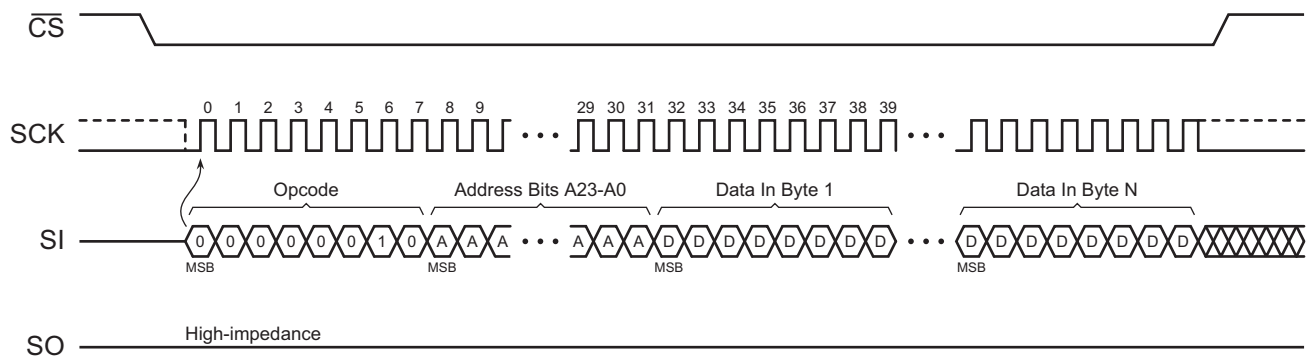 CS
0 1 2 3 4 5 6 7 8 9 29 30 31 32 33 34 35 36 37 38 39
SCK
Opcode Address Bits A23-A0 Data In Byte 1 Data In Byte N
SI 0 0 0 0 0 0 1 0 A A A A A A D D D D D D D D D D D D D D D D
MSB MSB MSB MSB
High-impedance
SO